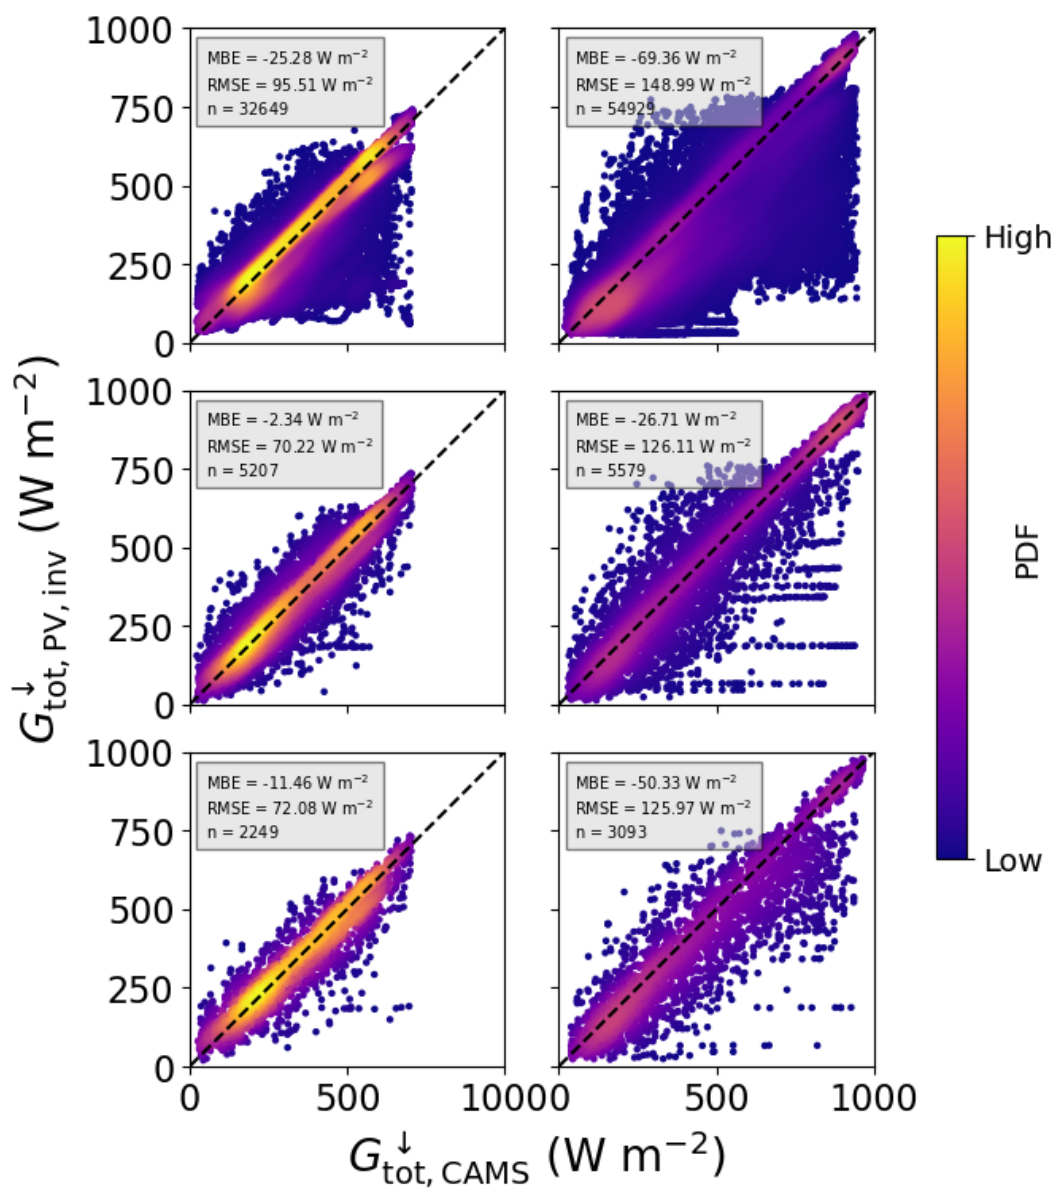 1000
750
500
250
0
MBE = -25.28 W m⁻²
RMSE = 95.51 W m⁻²
n = 32649
MBE = -69.36 W m⁻²
RMSE = 148.99 W m⁻²
n = 54929
1000
750
500
250
0
MBE = -2.34 W m⁻²
RMSE = 70.22 W m⁻²
n = 5207
MBE = -26.71 W m⁻²
RMSE = 126.11 W m⁻²
n = 5579
1000
750
500
250
0
MBE = -11.46 W m⁻²
RMSE = 72.08 W m⁻²
n = 2249
MBE = -50.33 W m⁻²
RMSE = 125.97 W m⁻²
n = 3093
0 500 1000 0 500 1000
G↓tot, CAMS (W m⁻²)
G↓tot, PV, inv (W m⁻²)
High
PDF
Low